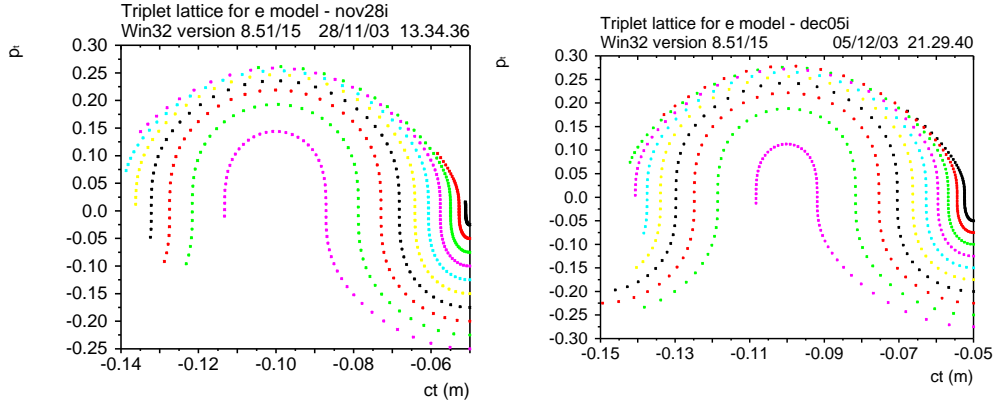 Triplet lattice for e model - nov28i
Win32 version 8.51/15 28/11/03 13.34.36
pₜ
0.30
0.25
0.20
0.15
0.10
0.05
0.0
-0.05
-0.10
-0.15
-0.20
-0.25
-0.14 -0.12 -0.10 -0.08 -0.06
ct (m)
Triplet lattice for e model - dec05i
Win32 version 8.51/15 05/12/03 21.29.40
pₜ
0.30
0.25
0.20
0.15
0.10
0.05
0.0
-0.05
-0.10
-0.15
-0.20
-0.25
-0.30
-0.15 -0.13 -0.11 -0.09 -0.07 -0.05
ct (m)